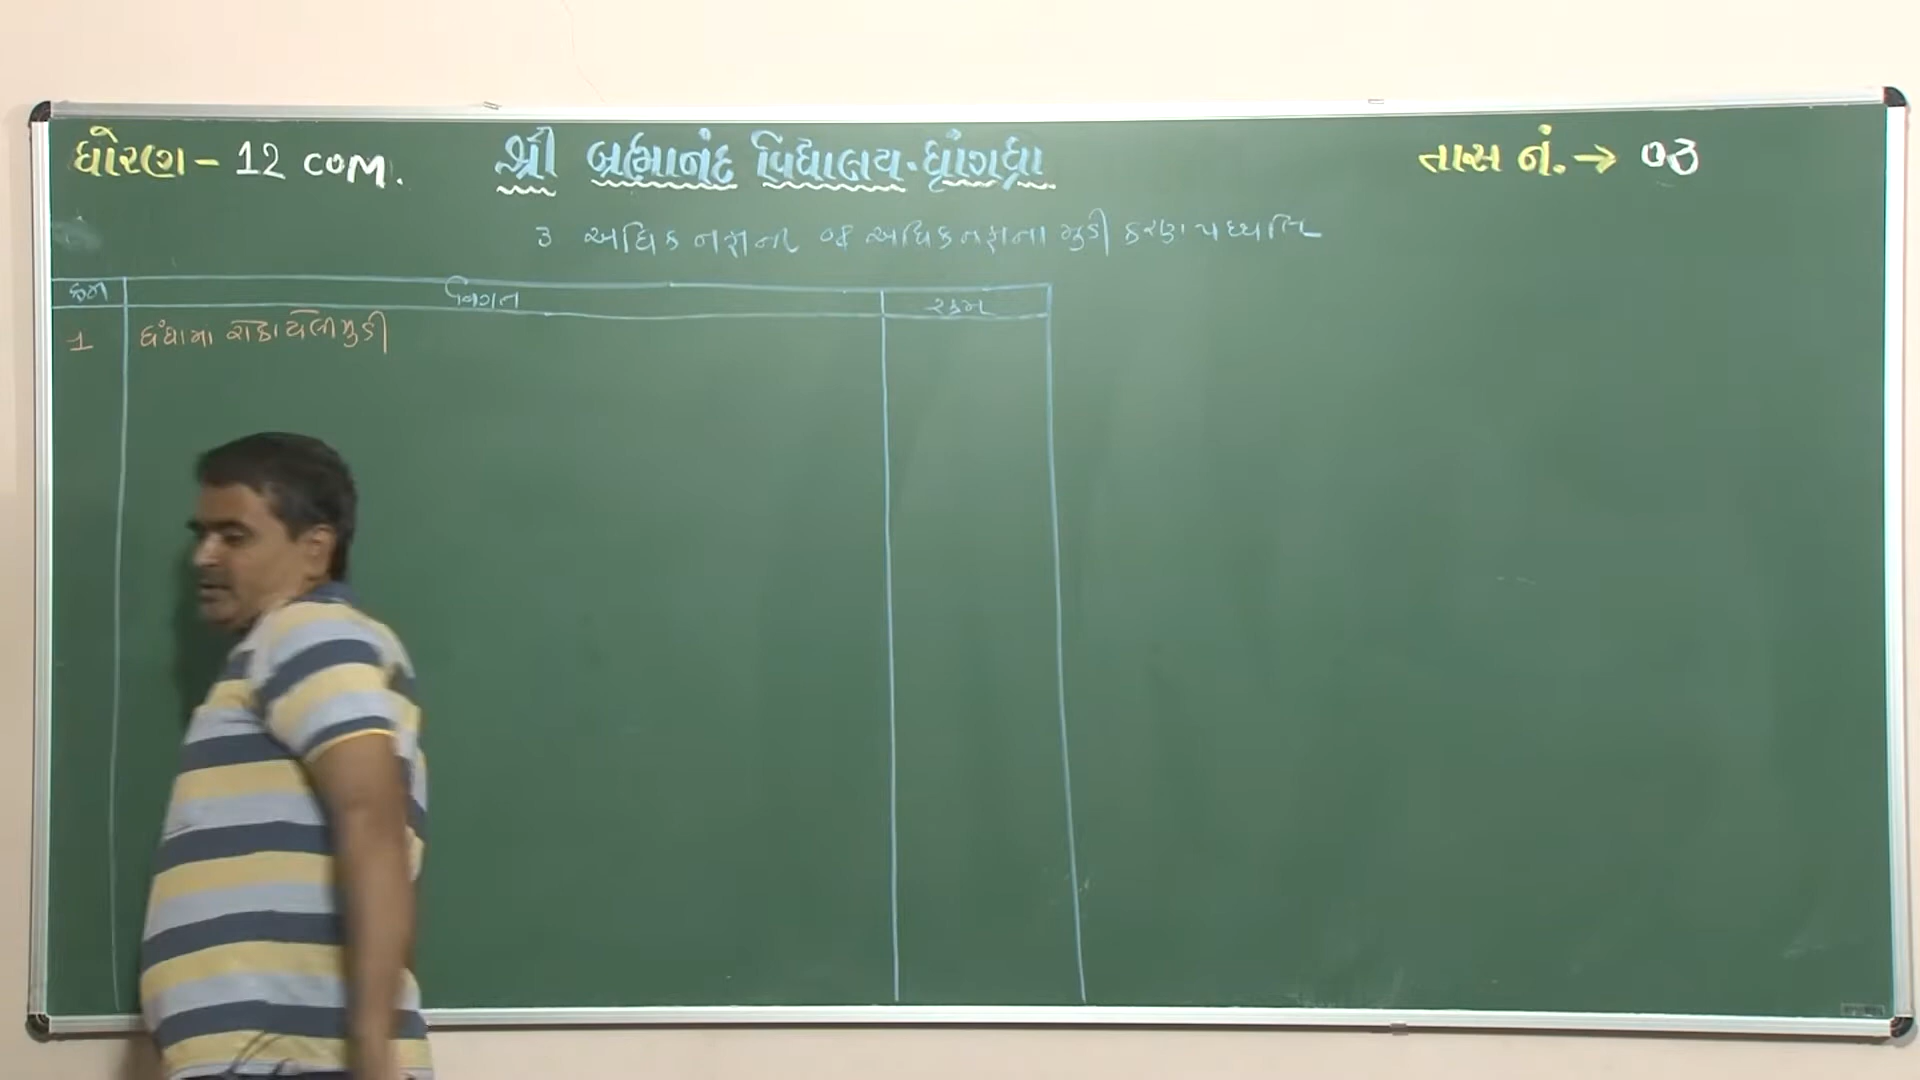 ધોરણ - 12 COM. શ્રી બ્રહ્માનંદ વિદ્યાલય - ધ્રાંગધ્રા તાસ નં. → 03
3 અધિક નફાની જ અધિક નફાના મુડી કરણ પધ્ધતિ
ક્રમ વિગત રકમ
1 ધંધામા રોકાયેલી મુડી